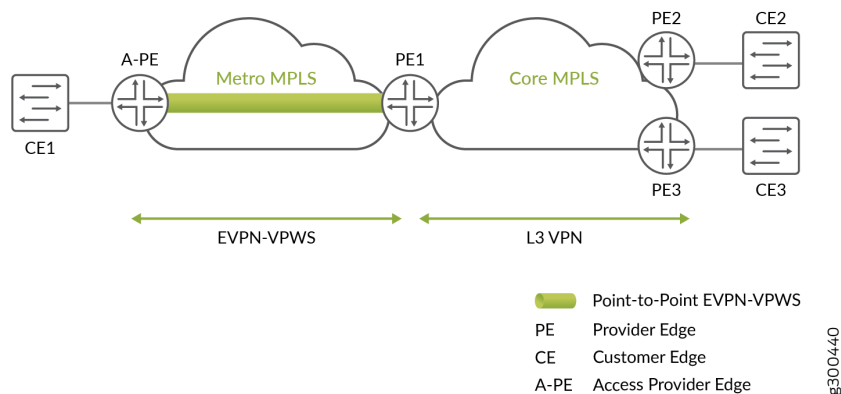 PE2
CE2
A-PE
PE1
Metro MPLS
Core MPLS
CE1
PE3
CE3
EVPN-VPWS
L3 VPN
Point-to-Point EVPN-VPWS
PE Provider Edge
CE Customer Edge
A-PE Access Provider Edge
g300440